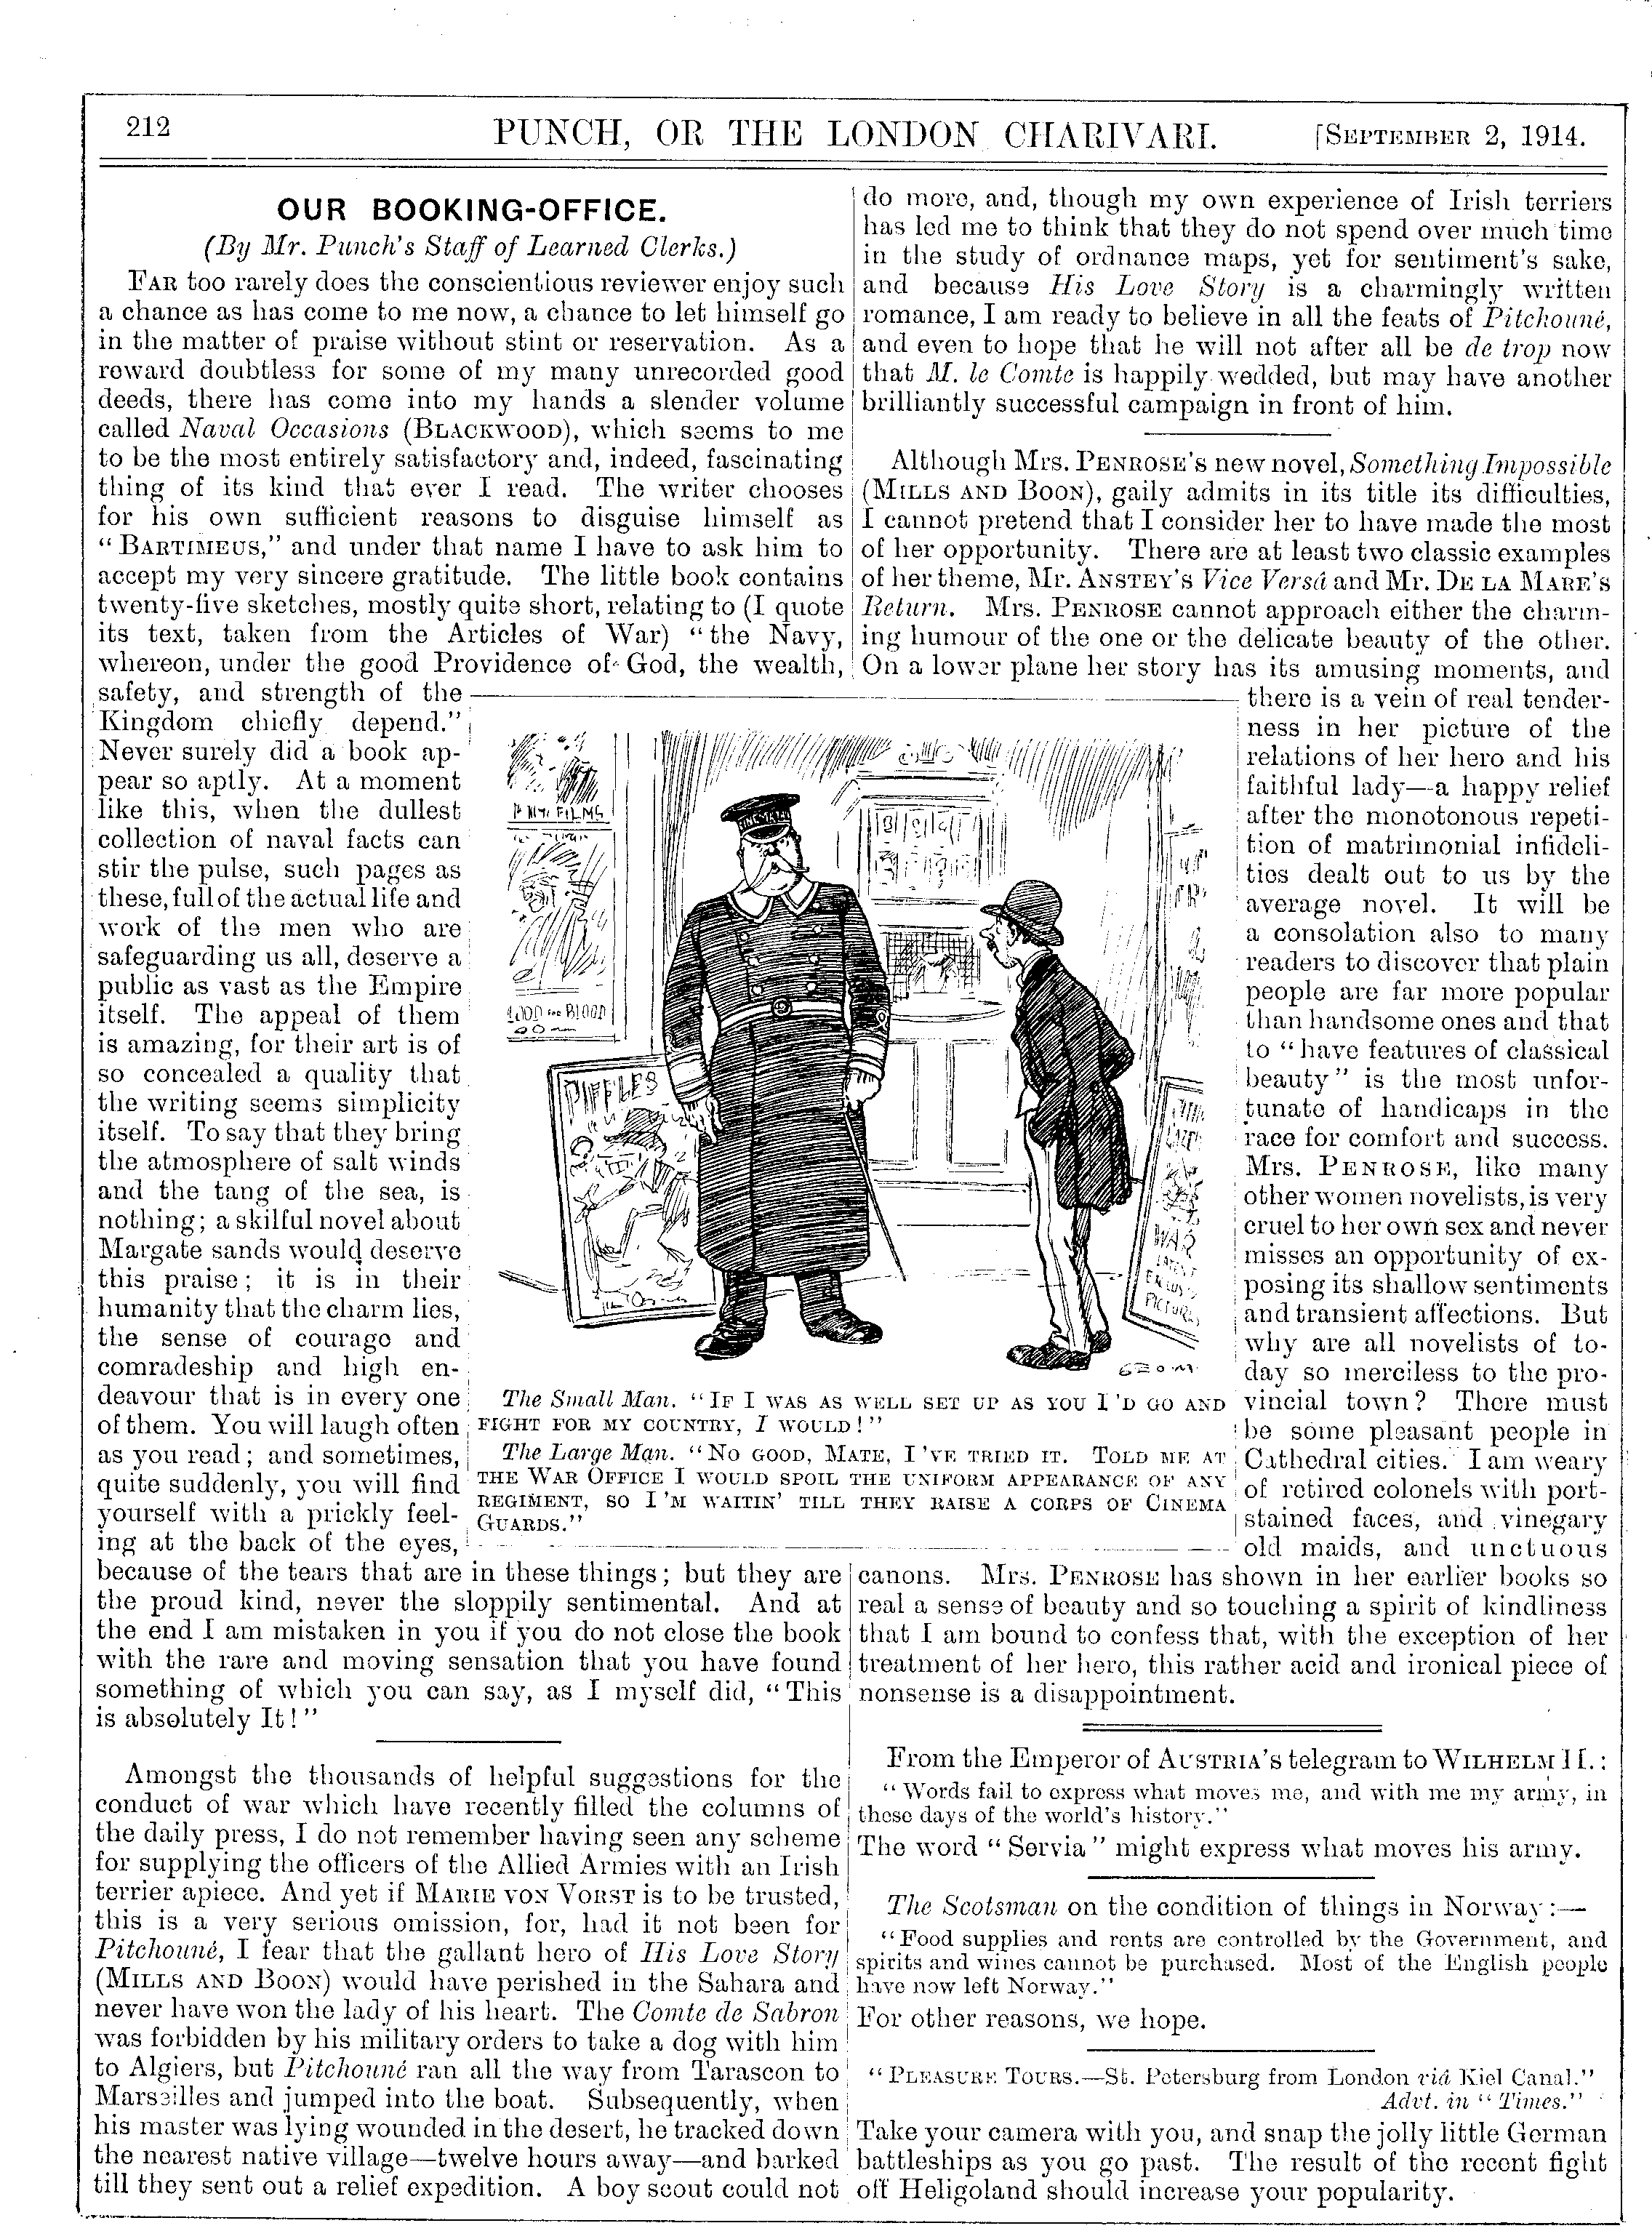 212
PUNCH, OR THE LONDON CHARIVARI.
[SEPTEMBER 2, 1914.
OUR BOOKING-OFFICE.
(By Mr. Punch's Staff of Learned Clerks.)
FAR too rarely does the conscientious reviewer enjoy such
a chance as has come to me now, a chance to let himself go
in the matter of praise without stint or reservation. As a
reward doubtless for some of my many unrecorded good
deeds, there has come into my hands a slender volume
called Naval Occasions (BLACKWOOD), which seems to me
to be the most entirely satisfactory and, indeed, fascinating
thing of its kind that ever I read. The writer chooses
for his own sufficient reasons to disguise himself as
"BARTIMEUS," and under that name I have to ask him to
accept my very sincere gratitude. The little book contains
twenty-five sketches, mostly quite short, relating to (I quote
its text, taken from the Articles of War) "the Navy,
whereon, under the good Providence of God, the wealth,
safety, and strength of the
Kingdom chiefly depend."
Never surely did a book ap-
pear so aptly. At a moment
like this, when the dullest
collection of naval facts can
stir the pulse, such pages as
these, full of the actual life and
work of the men who are
safeguarding us all, deserve a
public as vast as the Empire
itself. The appeal of them
is amazing, for their art is of
so concealed a quality that
the writing seems simplicity
itself. To say that they bring
the atmosphere of salt winds
and the tang of the sea, is
nothing; a skilful novel about
Margate sands would deserve
this praise; it is in their
humanity that the charm lies,
the sense of courage and
comradeship and high en-
deavour that is in every one
of them. You will laugh often
as you read; and sometimes,
quite suddenly, you will find
yourself with a prickly feel-
ing at the back of the eyes,
because of the tears that are in these things; but they are
the proud kind, never the sloppily sentimental. And at
the end I am mistaken in you if you do not close the book
with the rare and moving sensation that you have found
something of which you can say, as I myself did, "This
is absolutely It!"
Amongst the thousands of helpful suggestions for the
conduct of war which have recently filled the columns of
the daily press, I do not remember having seen any scheme
for supplying the officers of the Allied Armies with an Irish
terrier apiece. And yet if MARIE VON VORST is to be trusted,
this is a very serious omission, for, had it not been for
Pitchouné, I fear that the gallant hero of His Love Story
(MILLS AND BOON) would have perished in the Sahara and
never have won the lady of his heart. The Comte de Sabron
was forbidden by his military orders to take a dog with him
to Algiers, but Pitchouné ran all the way from Tarascon to
Marseilles and jumped into the boat. Subsequently, when
his master was lying wounded in the desert, he tracked down
the nearest native village—twelve hours away—and barked
till they sent out a relief expedition. A boy scout could not
FILMS
BLOOD
PIFFLES
WAR
PICTURE
The Small Man. "IF I WAS AS WELL SET UP AS YOU I'D GO AND
FIGHT FOR MY COUNTRY, I WOULD!"
The Large Man. "NO GOOD, MATE, I'VE TRIED IT. TOLD ME AT
THE WAR OFFICE I WOULD SPOIL THE UNIFORM APPEARANCE OF ANY
REGIMENT, SO I'M WAITIN' TILL THEY RAISE A CORPS OF CINEMA
GUARDS."
do more, and, though my own experience of Irish terriers
has led me to think that they do not spend over much time
in the study of ordnance maps, yet for sentiment's sake,
and because His Love Story is a charmingly written
romance, I am ready to believe in all the feats of Pitchouné,
and even to hope that he will not after all be de trop now
that M. le Comte is happily wedded, but may have another
brilliantly successful campaign in front of him.
Although Mrs. PENROSE's new novel, Something Impossible
(MILLS AND BOON), gaily admits in its title its difficulties,
I cannot pretend that I consider her to have made the most
of her opportunity. There are at least two classic examples
of her theme, Mr. ANSTEY's Vice Versâ and Mr. DE LA MARE's
Return. Mrs. PENROSE cannot approach either the charm-
ing humour of the one or the delicate beauty of the other.
On a lower plane her story has its amusing moments, and
there is a vein of real tender-
ness in her picture of the
relations of her hero and his
faithful lady—a happy relief
after the monotonous repeti-
tion of matrimonial infideli-
ties dealt out to us by the
average novel. It will be
a consolation also to many
readers to discover that plain
people are far more popular
than handsome ones and that
to "have features of classical
beauty" is the most unfor-
tunate of handicaps in the
race for comfort and success.
Mrs. PENROSE, like many
other women novelists, is very
cruel to her own sex and never
misses an opportunity of ex-
posing its shallow sentiments
and transient affections. But
why are all novelists of to-
day so merciless to the pro-
vincial town? There must
be some pleasant people in
Cathedral cities. I am weary
of retired colonels with port-
stained faces, and vinegary
old maids, and unctuous
canons. Mrs. PENROSE has shown in her earlier books so
real a sense of beauty and so touching a spirit of kindliness
that I am bound to confess that, with the exception of her
treatment of her hero, this rather acid and ironical piece of
nonsense is a disappointment.
From the Emperor of AUSTRIA's telegram to WILHELM II.:
"Words fail to express what moves me, and with me my army, in
these days of the world's history."
The word "Servia" might express what moves his army.
The Scotsman on the condition of things in Norway:—
"Food supplies and rents are controlled by the Government, and
spirits and wines cannot be purchased. Most of the English people
have now left Norway."
For other reasons, we hope.
"PLEASURE TOURS.—St. Petersburg from London viâ Kiel Canal."
Advt. in "Times."
Take your camera with you, and snap the jolly little German
battleships as you go past. The result of the recent fight
off Heligoland should increase your popularity.